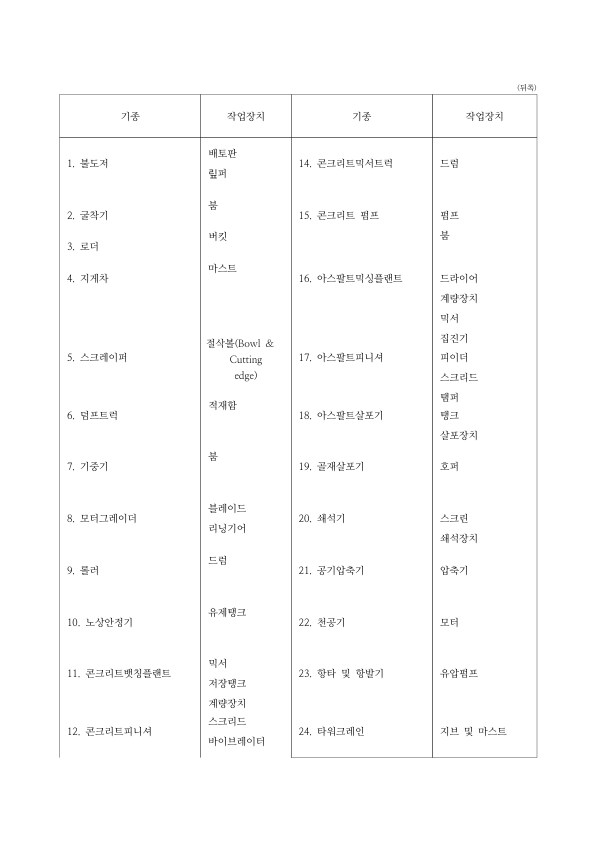 (뒤쪽)
기종 작업장치 기종 작업장치
1. 불도저 배토판 14. 콘크리트믹서트럭 드럼
맆퍼
2. 굴착기 붐 15. 콘크리트 펌프 펌프
3. 로더 버킷 붐
4. 지게차 마스트 16. 아스팔트믹싱플랜트 드라이어
계량장치
믹서
집진기
5. 스크레이퍼 절삭볼(Bowl & 17. 아스팔트피니셔 피이더
Cutting 스크리드
edge) 탬퍼
6. 덤프트럭 적재함 18. 아스팔트살포기 탱크
살포장치
7. 기중기 붐 19. 골재살포기 호퍼
8. 모터그레이더 블레이드 20. 쇄석기 스크린
리닝기어 쇄석장치
9. 롤러 드럼 21. 공기압축기 압축기
10. 노상안정기 유제탱크 22. 천공기 모터
11. 콘크리트뱃칭플랜트 믹서 23. 항타 및 항발기 유압펌프
저장탱크
계량장치
12. 콘크리트피니셔 스크리드 24. 타워크레인 지브 및 마스트
바이브레이터